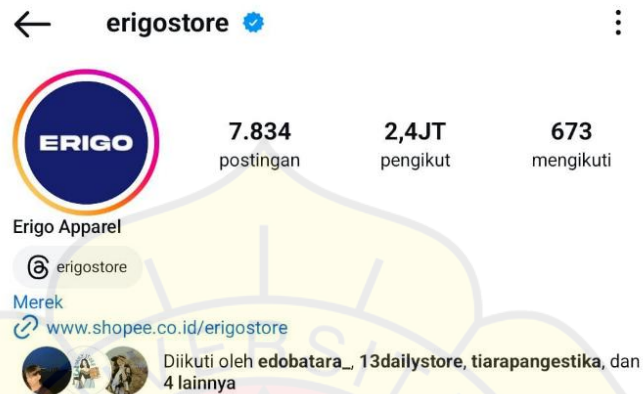 erigostore
ERIGO
7.834 2,4JT 673
postingan pengikut mengikuti
Erigo Apparel
erigostore
Merek
www.shopee.co.id/erigostore
Diikuti oleh edobatara_, 13dailystore, tiarapangestika, dan
4 lainnya